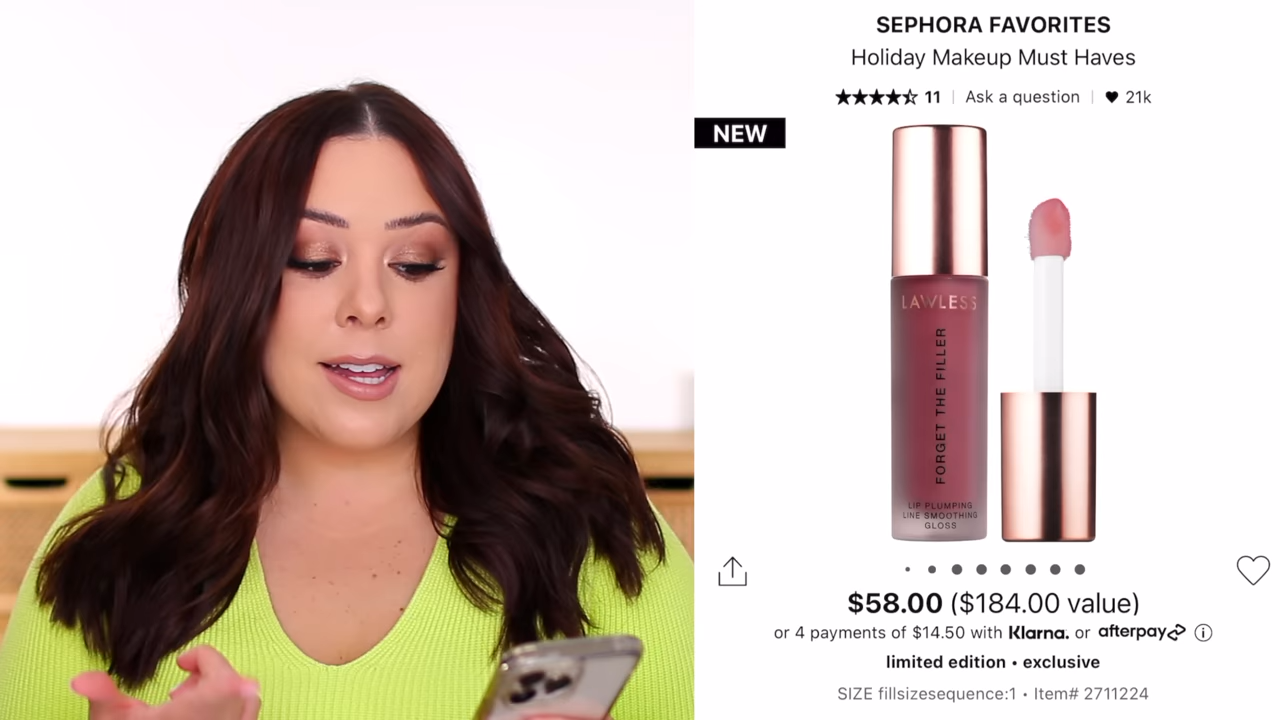 SEPHORA FAVORITES
Holiday Makeup Must Haves
11 Ask a question 21k
NEW
LAWLESS
FORGET THE FILLER
LIP PLUMPING
LINE SMOOTHING
GLOSS
$58.00 ($184.00 value)
or 4 payments of $14.50 with Klarna. or afterpay
limited edition • exclusive
SIZE fillsizesequence:1 • Item# 2711224